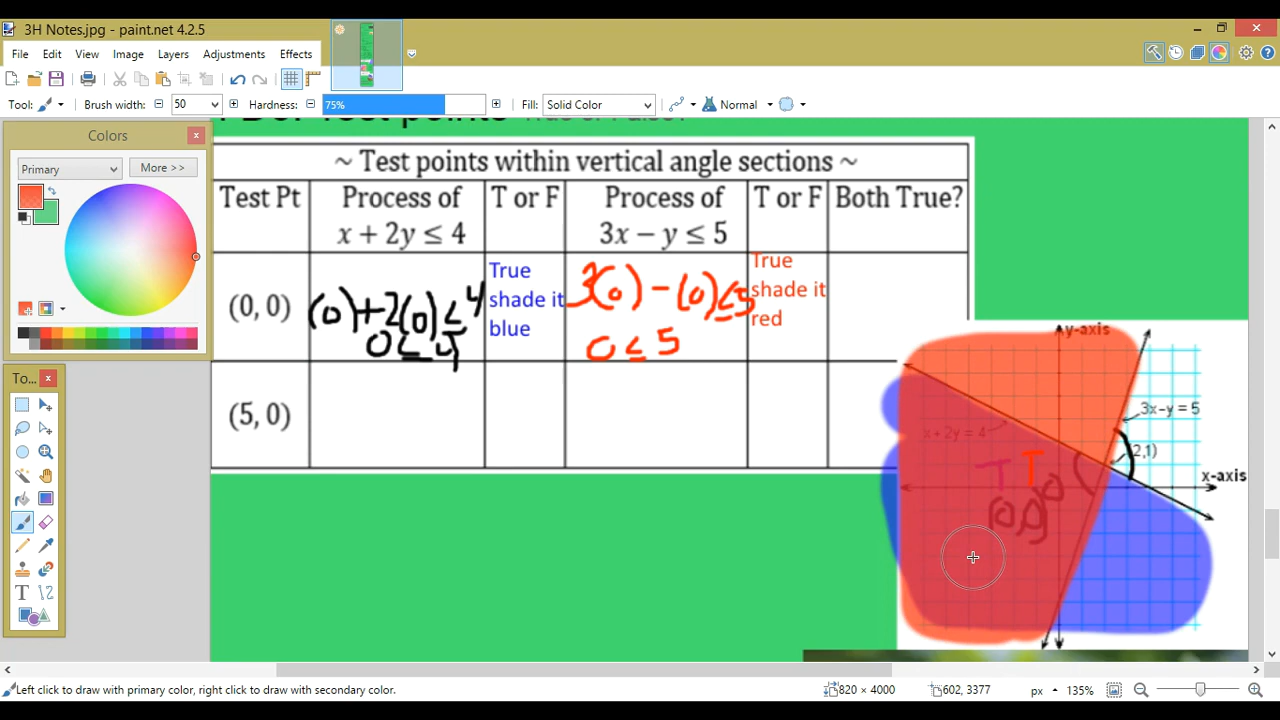 3H Notes.jpg - paint.net 4.2.5
File Edit View Image Layers Adjustments Effects
Tool: Brush width: 50 Hardness: 75% Fill: Solid Color Normal
Colors
Primary More >>
To...
~ Test points within vertical angle sections ~
Test Pt Process of x + 2y ≤ 4 T or F Process of 3x − y ≤ 5 T or F Both True?
(0, 0) (0)+2(0)≤4 True shade it blue 3(0) - (0)≤5 True shade it red
0 ≤ 4 0 ≤ 5
(5, 0)
y-axis
3x-y = 5
x+2y = 4
2,1)
x-axis
T T
(0,0)
Left click to draw with primary color, right click to draw with secondary color. 820 × 4000 602, 3377 px 135%